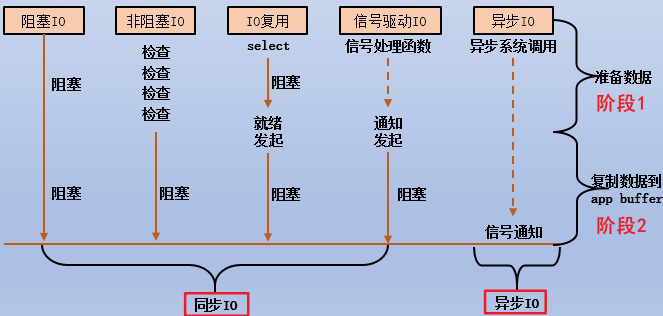 阻塞IO
非阻塞IO
IO复用
信号驱动IO
异步IO
检查
检查
检查
检查
select
信号处理函数
异步系统调用
阻塞
阻塞
准备数据
阶段1
就绪
发起
通知
发起
阻塞
阻塞
阻塞
阻塞
复制数据到
app buffer
阶段2
信号通知
同步IO
异步IO